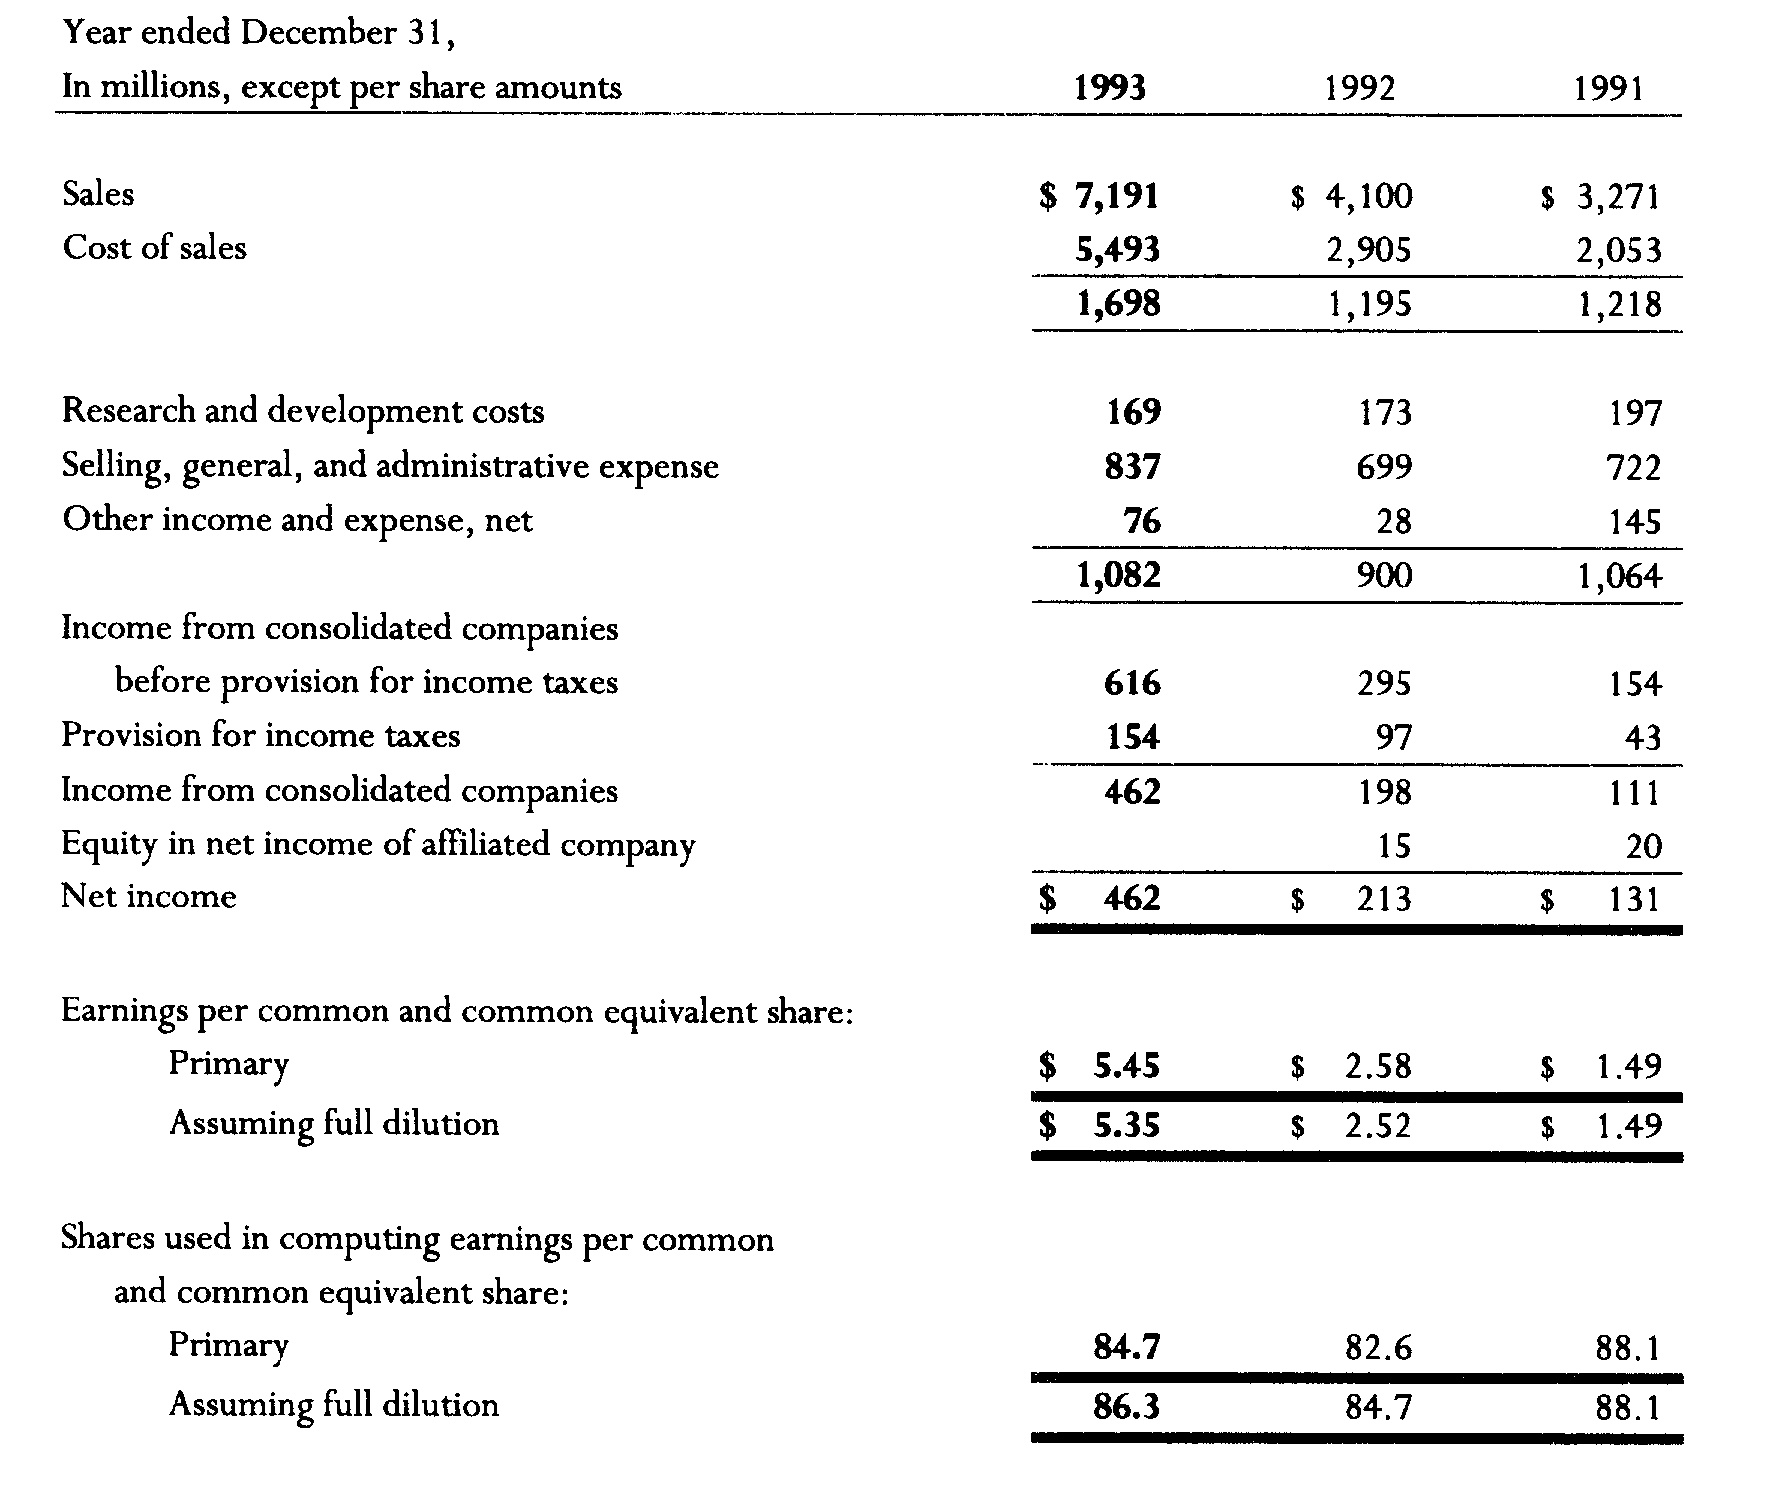 Year ended December 31,
In millions, except per share amounts 1993 1992 1991
Sales $ 7,191 $ 4,100 $ 3,271
Cost of sales 5,493 2,905 2,053
1,698 1,195 1,218
Research and development costs 169 173 197
Selling, general, and administrative expense 837 699 722
Other income and expense, net 76 28 145
1,082 900 1,064
Income from consolidated companies
before provision for income taxes 616 295 154
Provision for income taxes 154 97 43
Income from consolidated companies 462 198 111
Equity in net income of affiliated company 15 20
Net income $ 462 $ 213 $ 131
Earnings per common and common equivalent share:
Primary $ 5.45 $ 2.58 $ 1.49
Assuming full dilution $ 5.35 $ 2.52 $ 1.49
Shares used in computing earnings per common
and common equivalent share:
Primary 84.7 82.6 88.1
Assuming full dilution 86.3 84.7 88.1